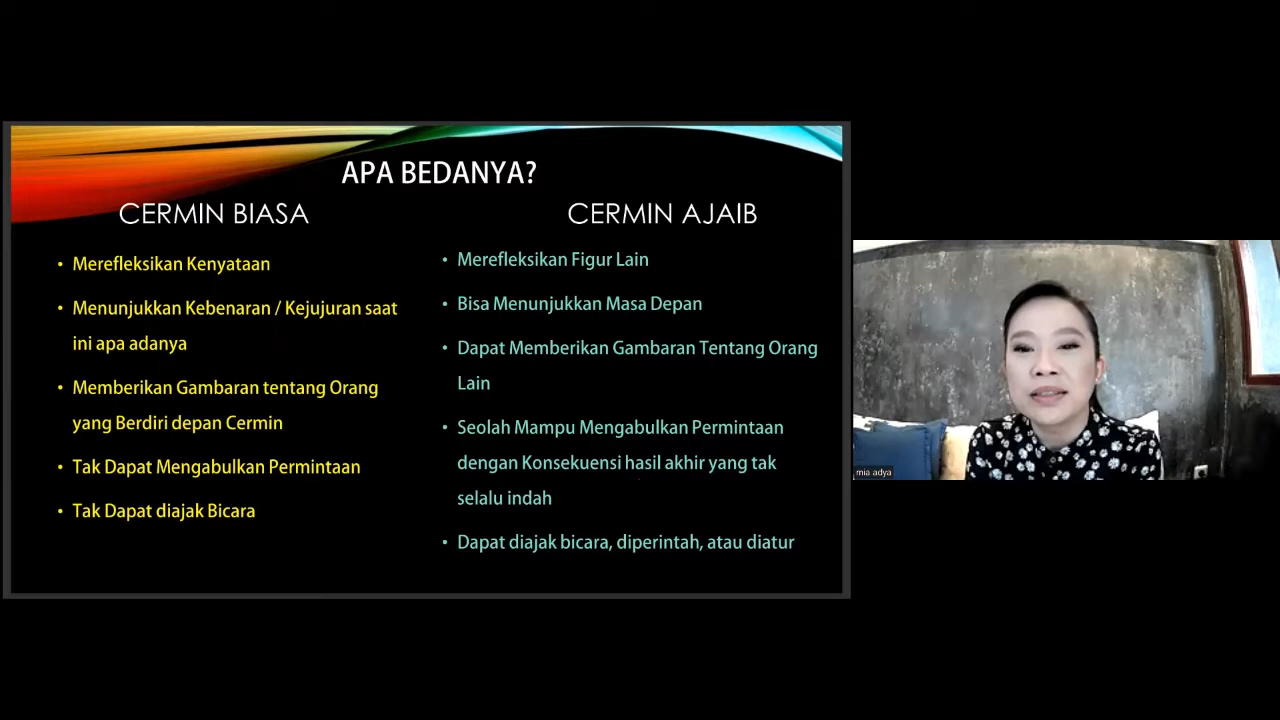 APA BEDANYA?
CERMIN BIASA
• Merefleksikan Kenyataan
• Menunjukkan Kebenaran / Kejujuran saat
ini apa adanya
• Memberikan Gambaran tentang Orang
yang Berdiri depan Cermin
• Tak Dapat Mengabulkan Permintaan
• Tak Dapat diajak Bicara
CERMIN AJAIB
• Merefleksikan Figur Lain
• Bisa Menunjukkan Masa Depan
• Dapat Memberikan Gambaran Tentang Orang
Lain
• Seolah Mampu Mengabulkan Permintaan
dengan Konsekuensi hasil akhir yang tak
selalu indah
• Dapat diajak bicara, diperintah, atau diatur
mia adya